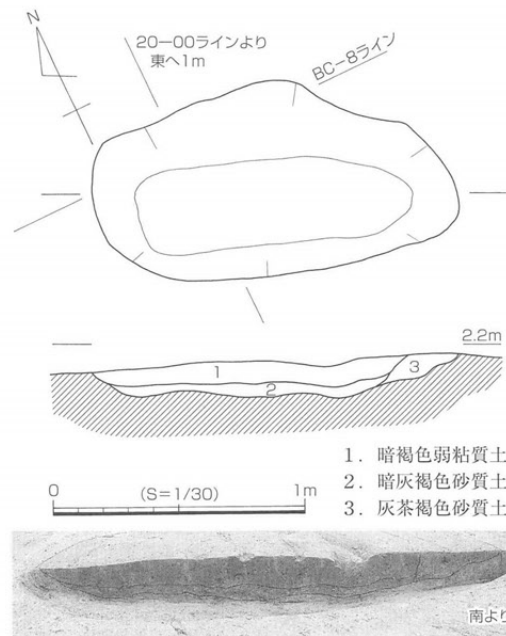 N
20−00ラインより
東へ1m
BC−8ライン
2.2m
1
2
3
1. 暗褐色弱粘質土
2. 暗灰褐色砂質土
3. 灰茶褐色砂質土
0 (S=1/30) 1m
南より